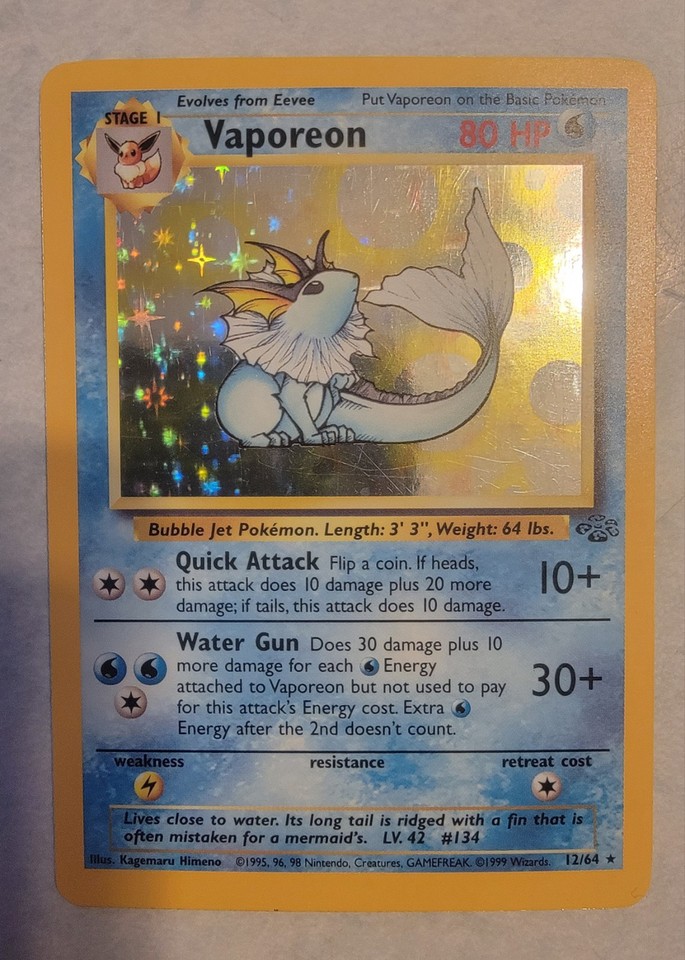 Evolves from Eevee Put Vaporeon on the Basic Pokémon
STAGE 1
Vaporeon 80 HP
Bubble Jet Pokémon. Length: 3' 3", Weight: 64 lbs.
Quick Attack Flip a coin. If heads,
this attack does 10 damage plus 20 more
damage; if tails, this attack does 10 damage.
10+
Water Gun Does 30 damage plus 10
more damage for each Energy
attached to Vaporeon but not used to pay
for this attack's Energy cost. Extra
Energy after the 2nd doesn't count.
30+
weakness resistance retreat cost
Lives close to water. Its long tail is ridged with a fin that is
often mistaken for a mermaid's. LV. 42 #134
Illus. Kagemaru Himeno ©1995, 96, 98 Nintendo, Creatures, GAMEFREAK. ©1999 Wizards. 12/64 ★